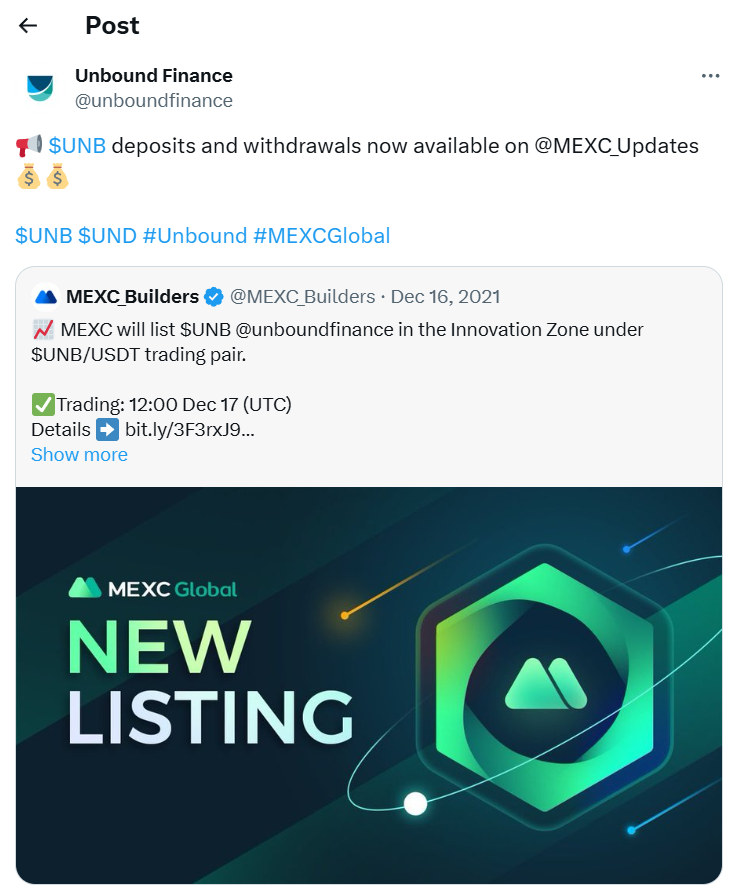 Post
Unbound Finance
@unboundfinance
📢 $UNB deposits and withdrawals now available on @MEXC_Updates
💰💰
$UNB $UND #Unbound #MEXCGlobal
MEXC_Builders @MEXC_Builders · Dec 16, 2021
📈 MEXC will list $UNB @unboundfinance in the Innovation Zone under
$UNB/USDT trading pair.
✅Trading: 12:00 Dec 17 (UTC)
Details ➡️ bit.ly/3F3rxJ9...
Show more
MEXC Global
NEW
LISTING